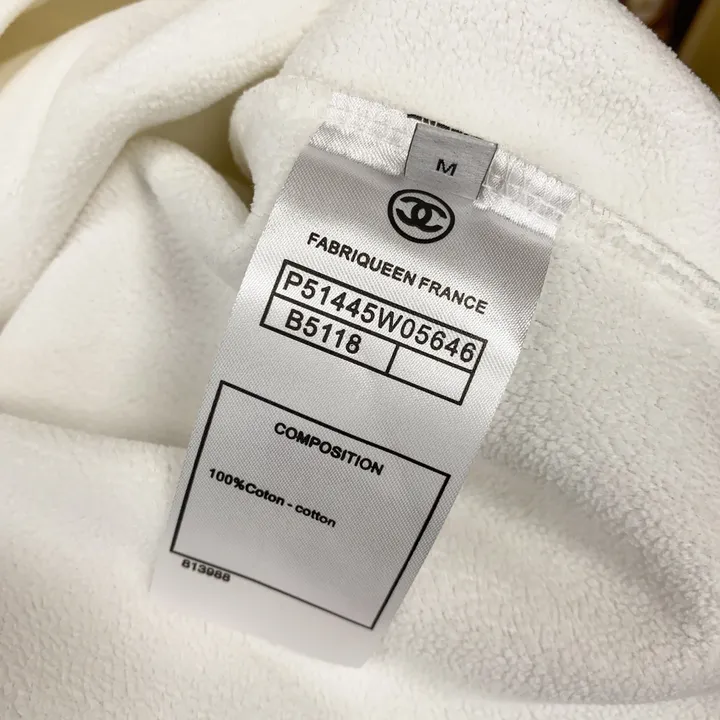 M
FABRIQUEEN FRANCE
P51445W05646
B5118
COMPOSITION
100%Coton - cotton
813988